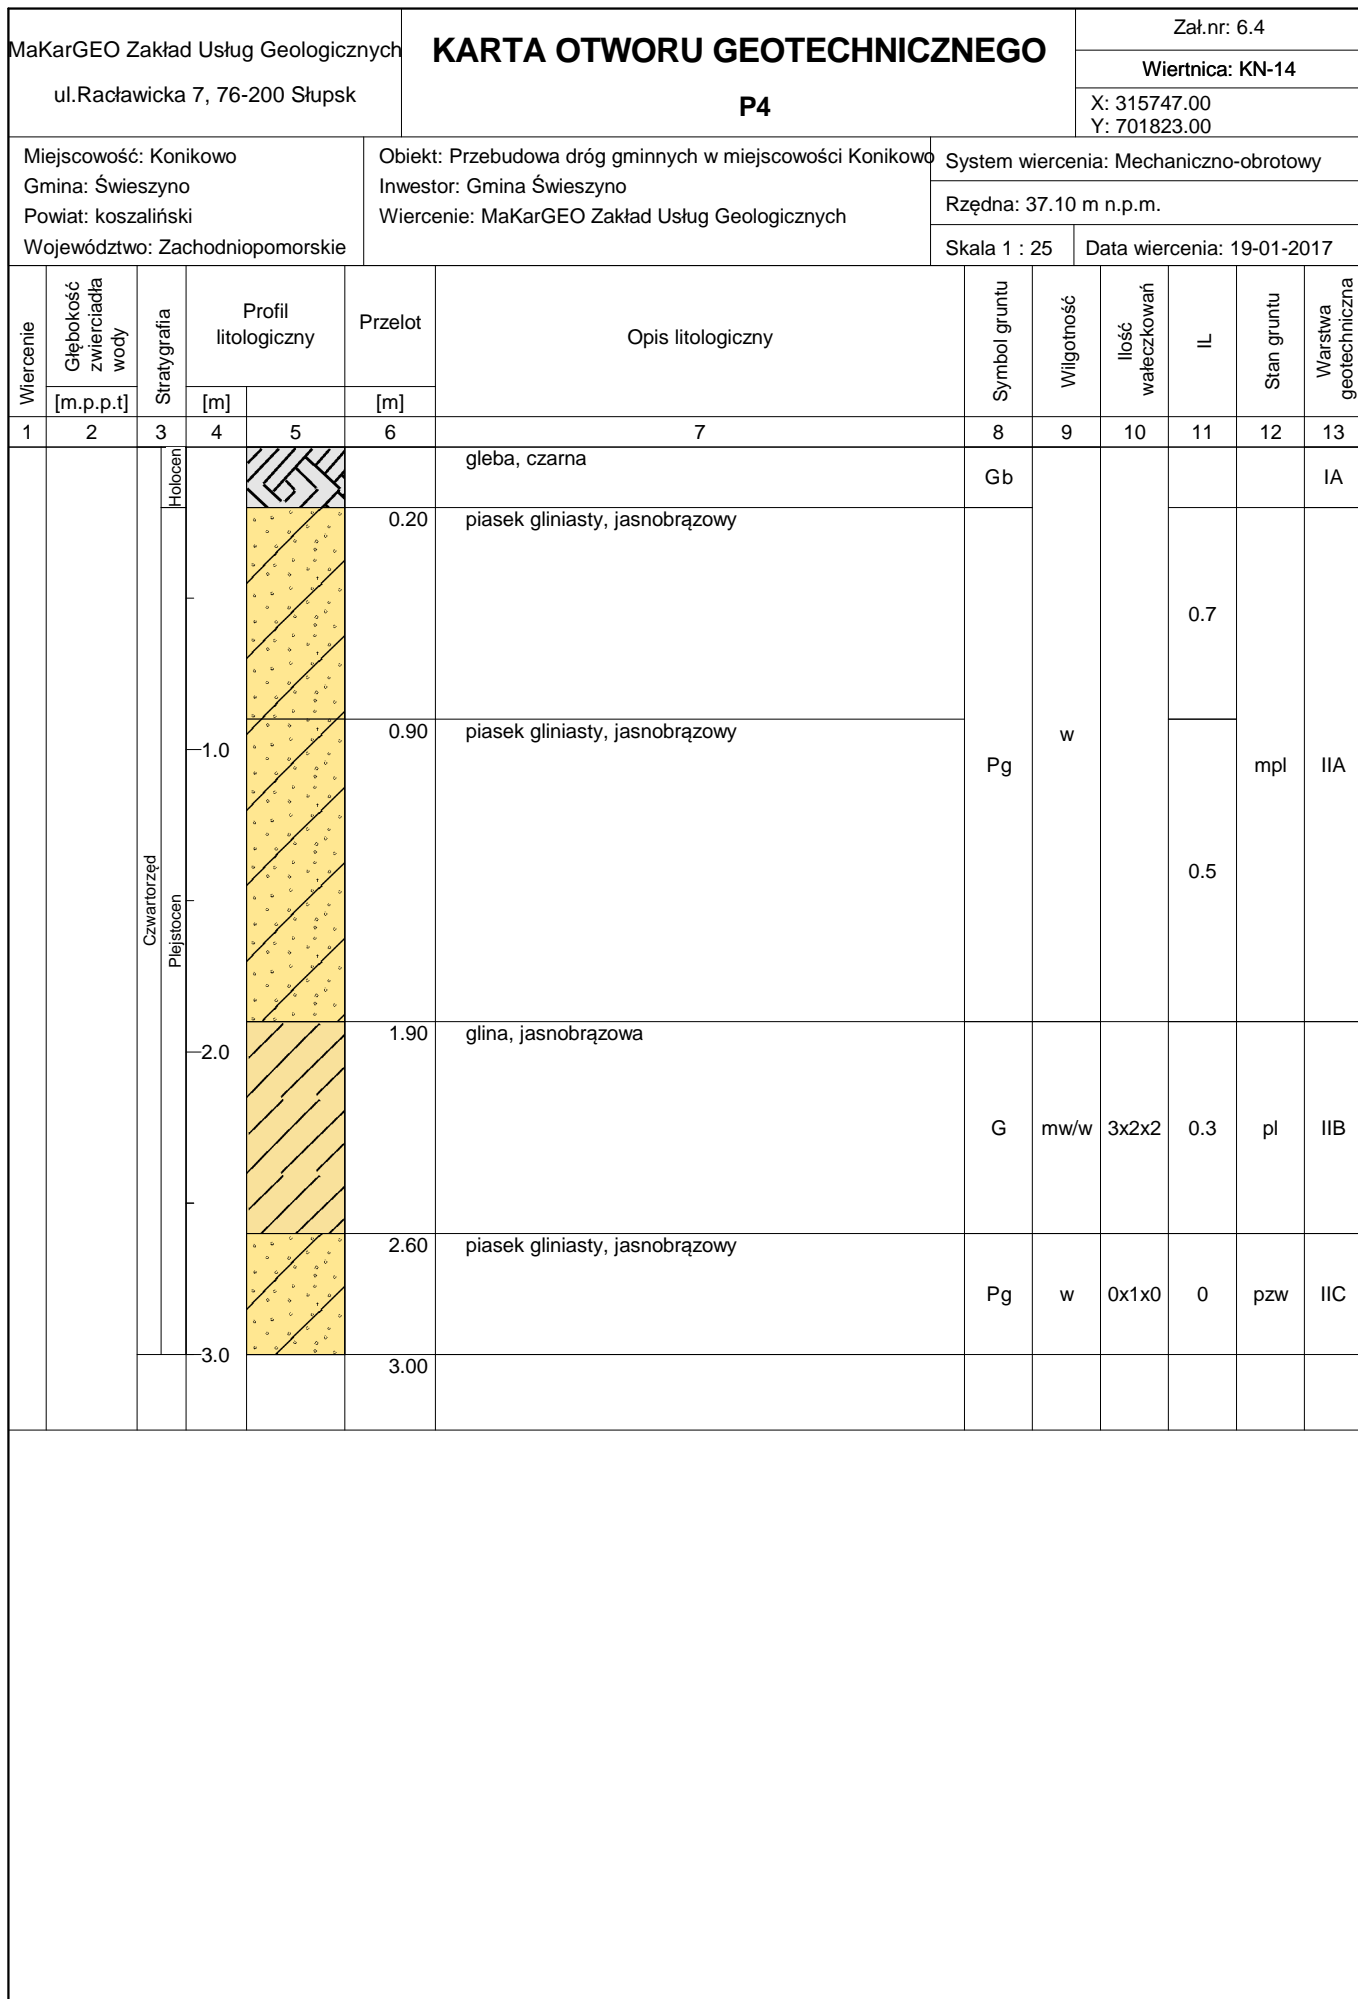 MaKarGEO Zakład Usług Geologicznych
ul.Racławicka 7, 76-200 Słupsk
KARTA OTWORU GEOTECHNICZNEGO
P4
Zał.nr: 6.4
Wiertnica: KN-14
X: 315747.00
Y: 701823.00
Miejscowość: Konikowo
Gmina: Świeszyno
Powiat: koszaliński
Województwo: Zachodniopomorskie
Obiekt: Przebudowa dróg gminnych w miejscowości Konikowo
Inwestor: Gmina Świeszyno
Wiercenie: MaKarGEO Zakład Usług Geologicznych
System wiercenia: Mechaniczno-obrotowy
Rzędna: 37.10 m n.p.m.
Skala 1 : 25
Data wiercenia: 19-01-2017
Wiercenie
Głębokość
zwierciadła
wody
[m.p.p.t]
Stratygrafia
Profil
litologiczny
[m]
Przelot
[m]
Opis litologiczny
Symbol gruntu
Wilgotność
Ilość
wałeczkowań
IL
Stan gruntu
Warstwa
geotechniczna
1 2 3 4 5 6 7 8 9 10 11 12 13
Holocen
gleba, czarna
Gb
IA
0.20 piasek gliniasty, jasnobrązowy
0.7
0.90 piasek gliniasty, jasnobrązowy
1.0
w
Pg
mpl
IIA
0.5
Czwartorzęd
Plejstocen
1.90 glina, jasnobrązowa
2.0
G mw/w 3x2x2 0.3 pl IIB
2.60 piasek gliniasty, jasnobrązowy
Pg w 0x1x0 0 pzw IIC
3.0
3.00